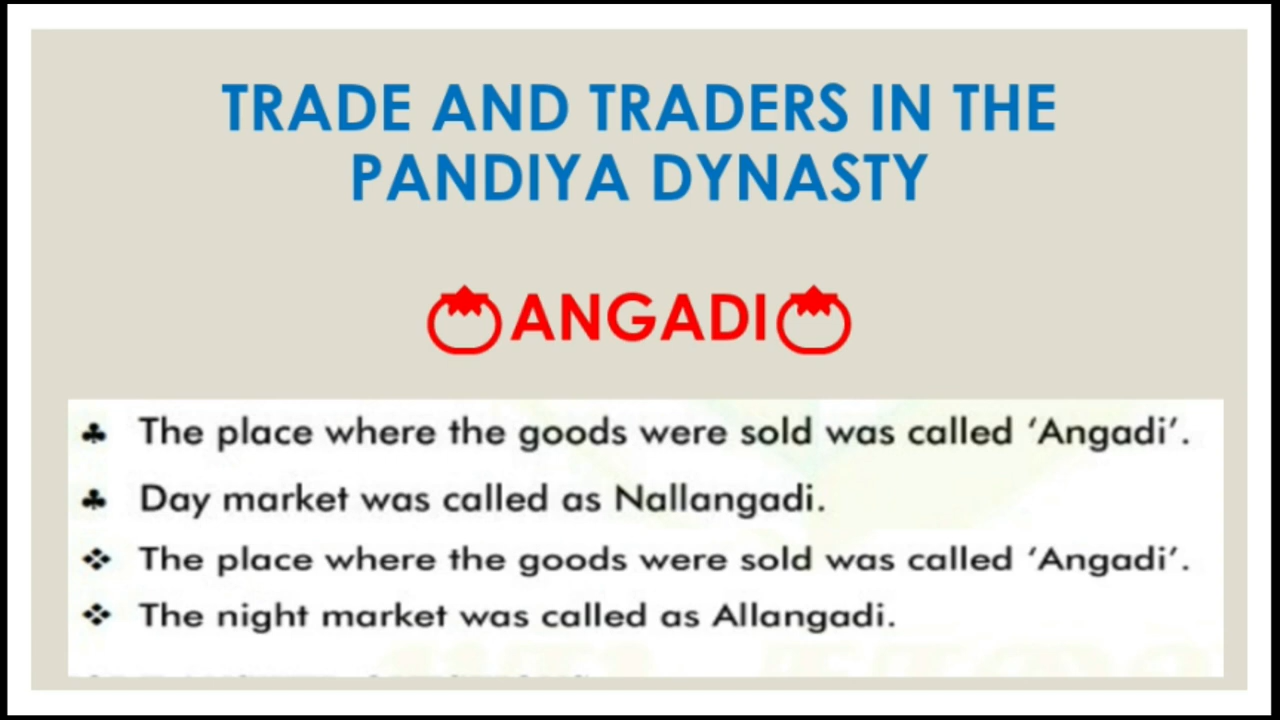 TRADE AND TRADERS IN THE
PANDIYA DYNASTY
ANGADI
♣ The place where the goods were sold was called ‘Angadi’.
♣ Day market was called as Nallangadi.
❖ The place where the goods were sold was called ‘Angadi’.
❖ The night market was called as Allangadi.